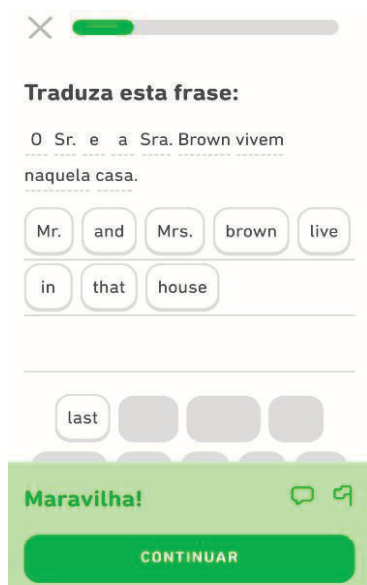 Traduza esta frase:
O Sr. e a Sra. Brown vivem
naquela casa.
Mr. and Mrs. brown live
in that house
last
Maravilha!
CONTINUAR